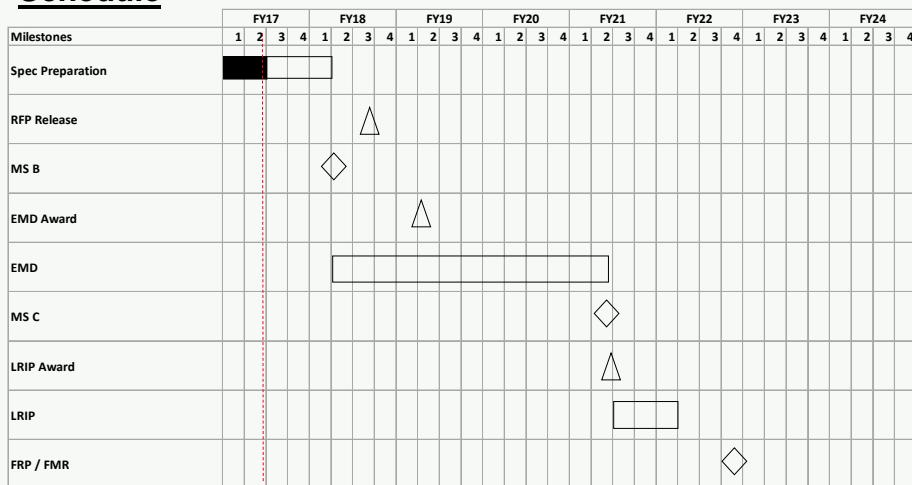 Schedule
FY17 FY18 FY19 FY20 FY21 FY22 FY23 FY24
Milestones 1 2 3 4 1 2 3 4 1 2 3 4 1 2 3 4 1 2 3 4 1 2 3 4 1 2 3 4 1 2 3 4
Spec Preparation
RFP Release
MS B
EMD Award
EMD
MS C
LRIP Award
LRIP
FRP / FMR